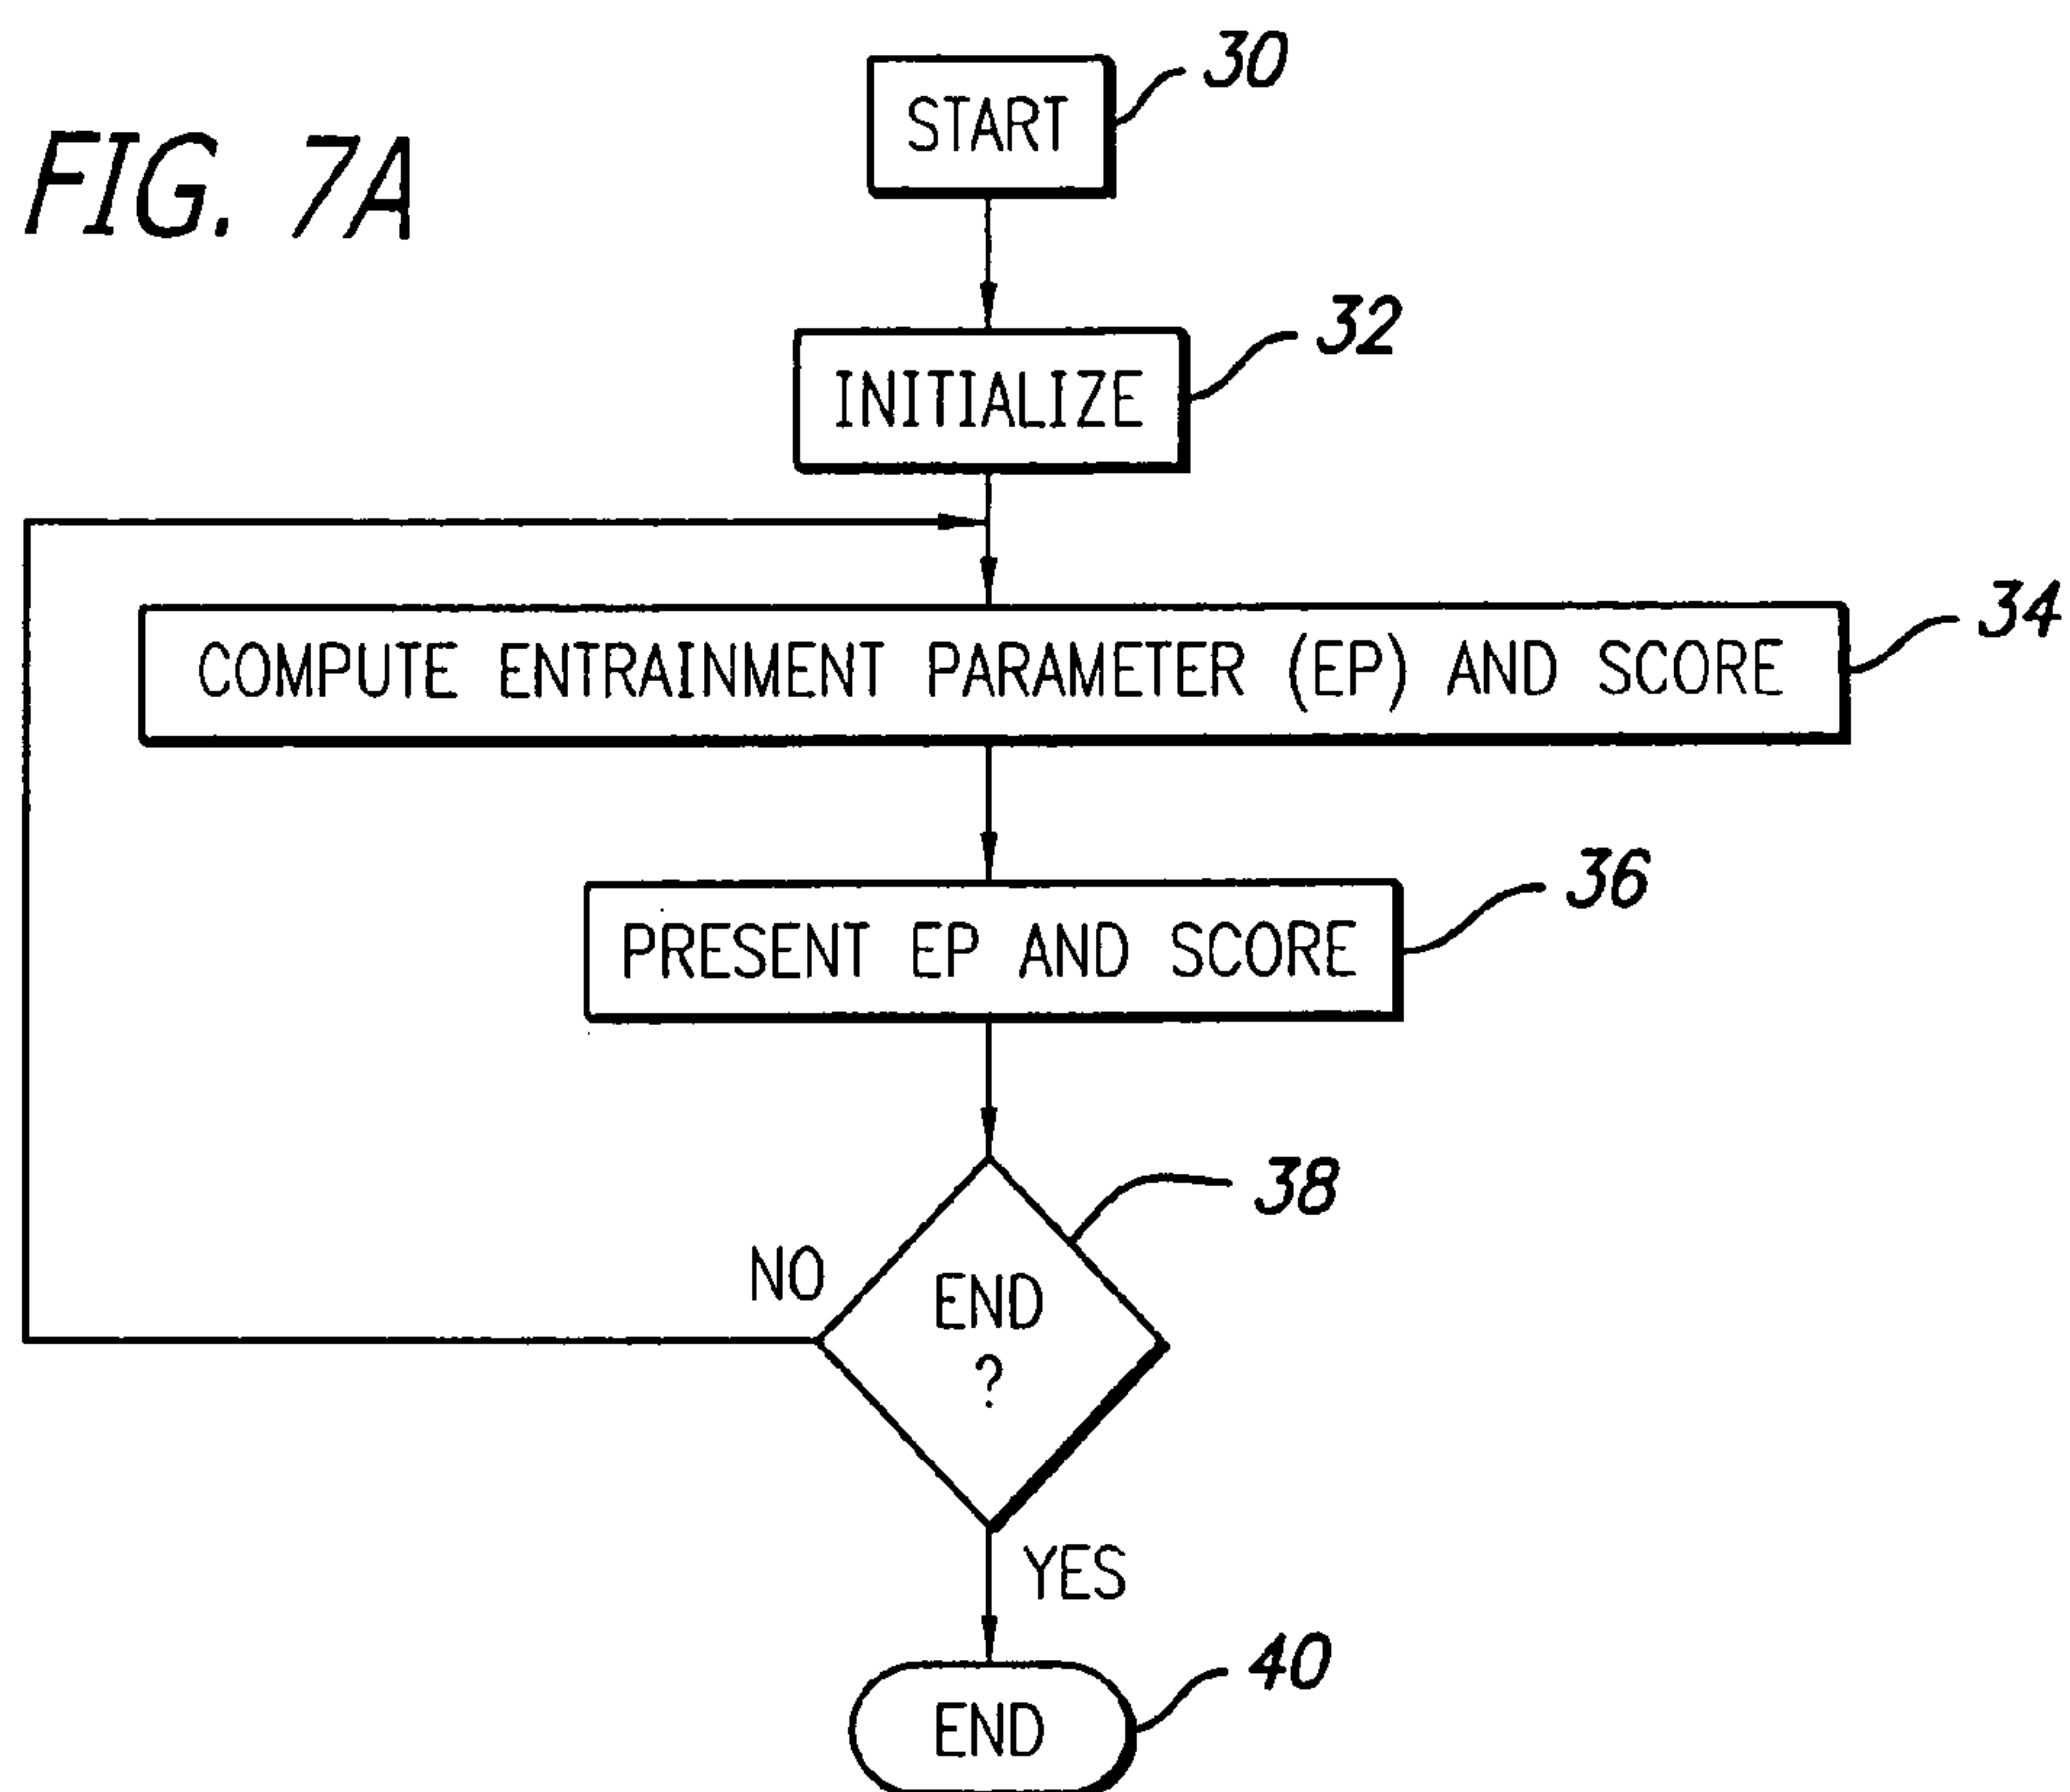 FIG. 7A
START
30
INITIALIZE
32
COMPUTE ENTRAINMENT PARAMETER (EP) AND SCORE
34
PRESENT EP AND SCORE
36
38
NO
END
?
YES
END
40